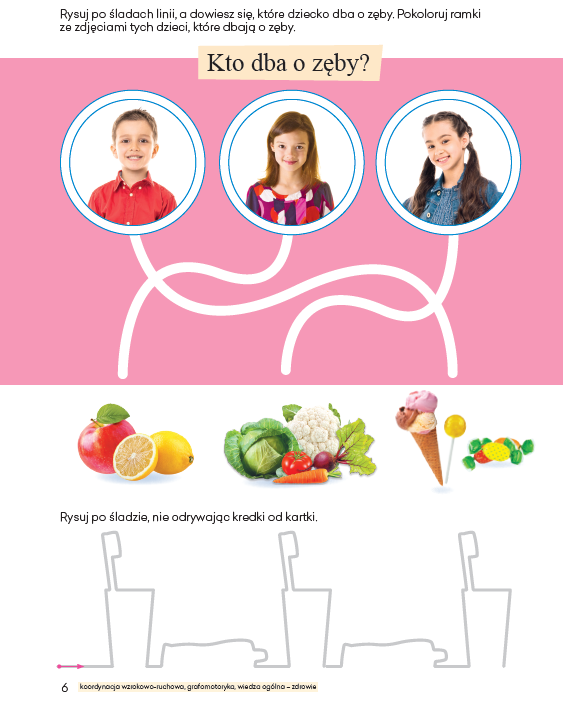 Rysuj po śladach linii, a dowiesz się, które dziecko dba o zęby. Pokoloruj ramki
ze zdjęciami tych dzieci, które dbają o zęby.
Kto dba o zęby?
Rysuj po śladzie, nie odrywając kredki od kartki.
6 koordynacja wzrokowo-ruchowa, grafomotoryka, wiedza ogólna – zdrowie